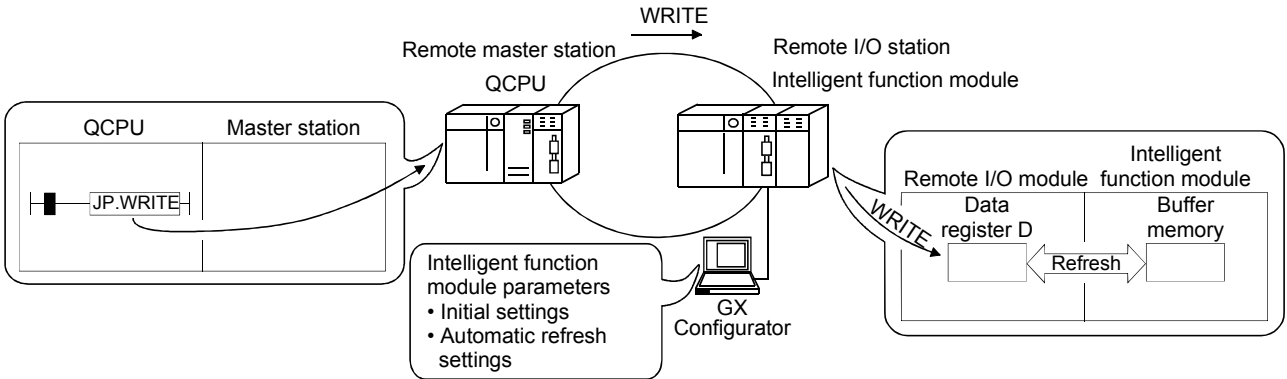 WRITE
Remote master station
QCPU
Remote I/O station
Intelligent function module
QCPU
Master station
JP.WRITE
Intelligent function
module parameters
• Initial settings
• Automatic refresh
settings
GX
Configurator
WRITE
Remote I/O module
Intelligent
function module
Data
register D
Refresh
Buffer
memory